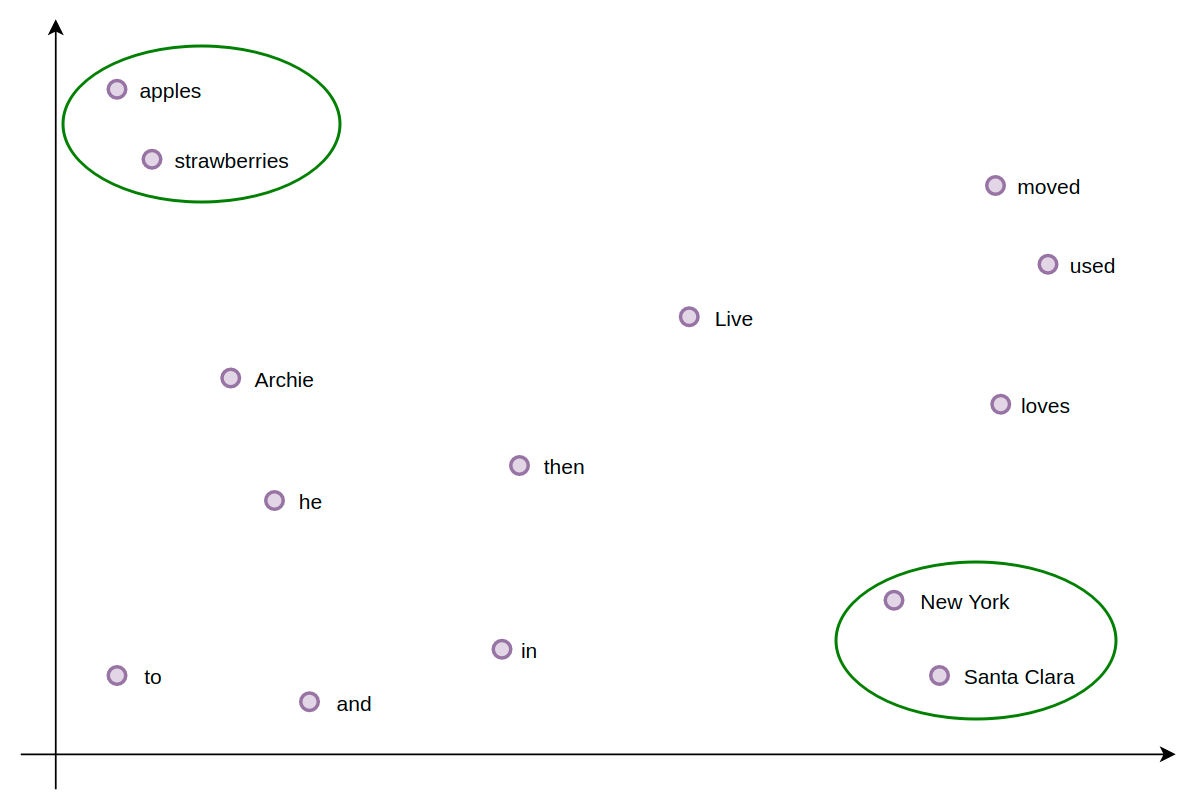 apples
strawberries
moved
used
Live
Archie
loves
then
he
New York
in
to
Santa Clara
and